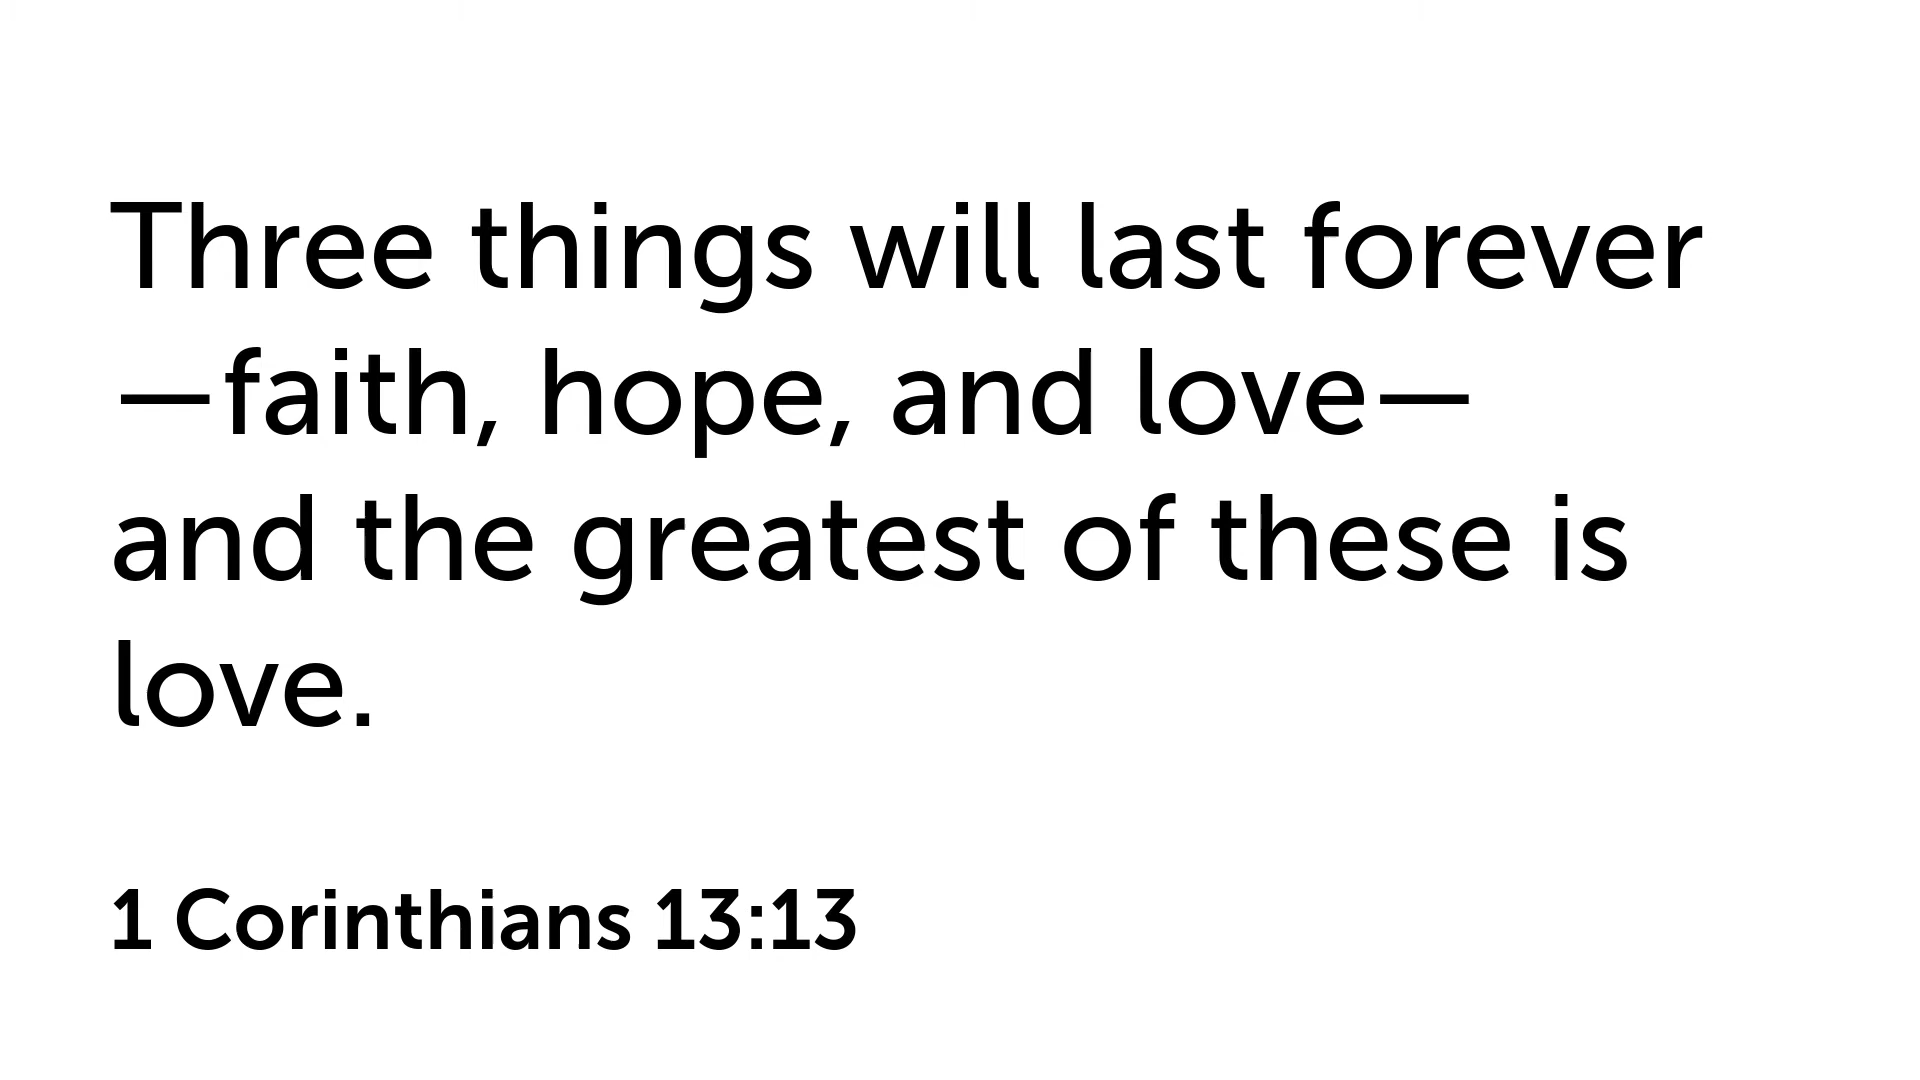 Three things will last forever
—faith, hope, and love—
and the greatest of these is
love.
1 Corinthians 13:13